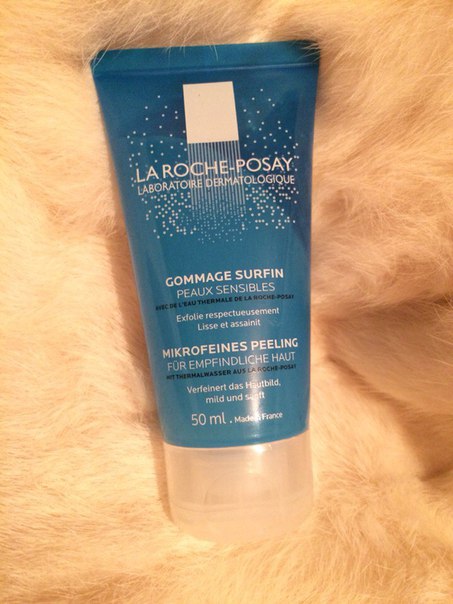 LA ROCHE-POSAY
LABORATOIRE DERMATOLOGIQUE
GOMMAGE SURFIN
PEAUX SENSIBLES
AVEC DE L'EAU THERMALE DE LA ROCHE-POSAY
Exfolie respectueusement
Lisse et assainit
MIKROFEINES PEELING
FÜR EMPFINDLICHE HAUT
MIT THERMALWASSER AUS LA ROCHE-POSAY
Verfeinert das Hautbild,
mild und sanft
50 ml . Made in France